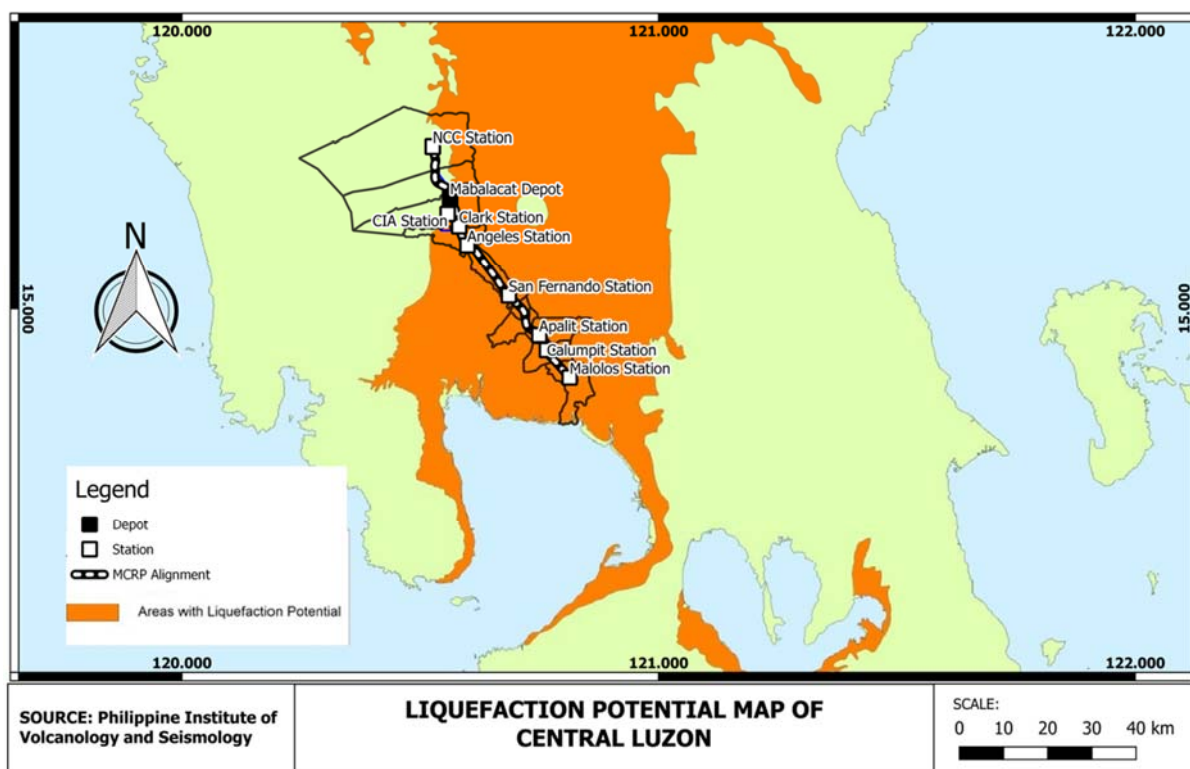 120.000
121.000
122.000
NCC Station
Mabalacat Depot
CIA Station
Clark Station
Angeles Station
N
San Fernando Station
15.000
15.000
Apalit Station
Calumpit Station
Malolos Station
Legend
Depot
Station
MCRP Alignment
Areas with Liquefaction Potential
120.000
121.000
122.000
SOURCE: Philippine Institute of
Volcanology and Seismology
LIQUEFACTION POTENTIAL MAP OF
CENTRAL LUZON
SCALE:
0 10 20 30 40 km